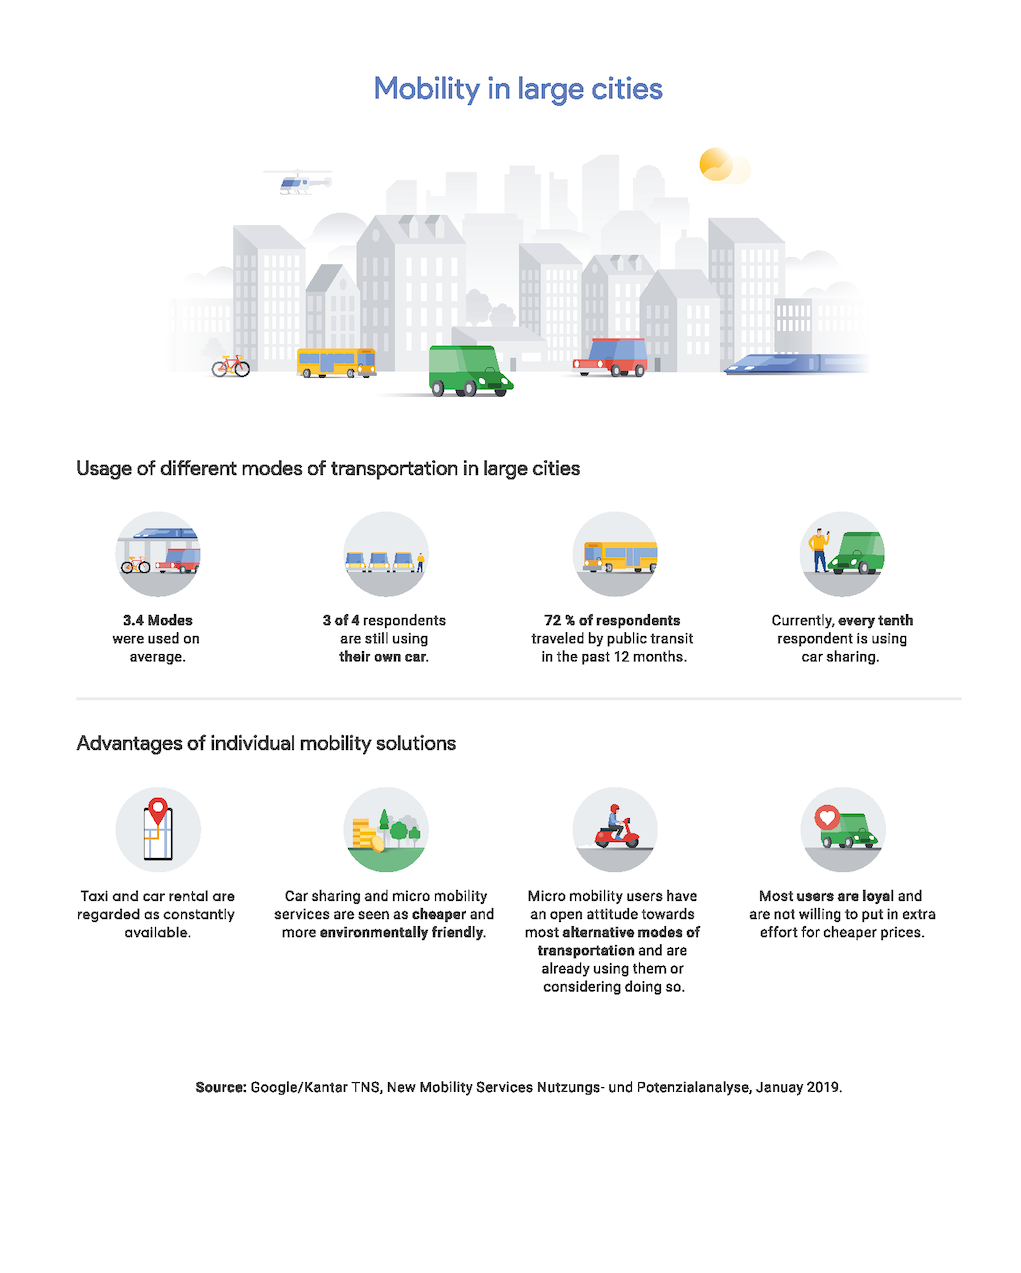 Mobility in large cities
Usage of different modes of transportation in large cities
3.4 Modes
were used on
average.
3 of 4 respondents
are still using
their own car.
72 % of respondents
traveled by public transit
in the past 12 months.
Currently, every tenth
respondent is using
car sharing.
Advantages of individual mobility solutions
Taxi and car rental are
regarded as constantly
available.
Car sharing and micro mobility
services are seen as cheaper and
more environmentally friendly.
Micro mobility users have
an open attitude towards
most alternative modes of
transportation and are
already using them or
considering doing so.
Most users are loyal and
are not willing to put in extra
effort for cheaper prices.
Source: Google/Kantar TNS, New Mobility Services Nutzungs- und Potenzialanalyse, Januay 2019.